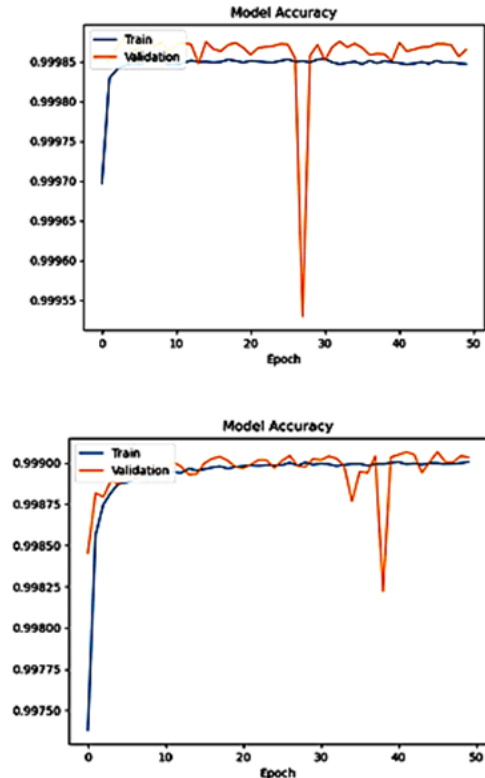 Model Accuracy
Train
Validation
0.99985
0.99980
0.99975
0.99970
0.99965
0.99960
0.99955
0 10 20 30 40 50
Epoch
Model Accuracy
Train
Validation
0.99900
0.99875
0.99850
0.99825
0.99800
0.99775
0.99750
0 10 20 30 40 50
Epoch